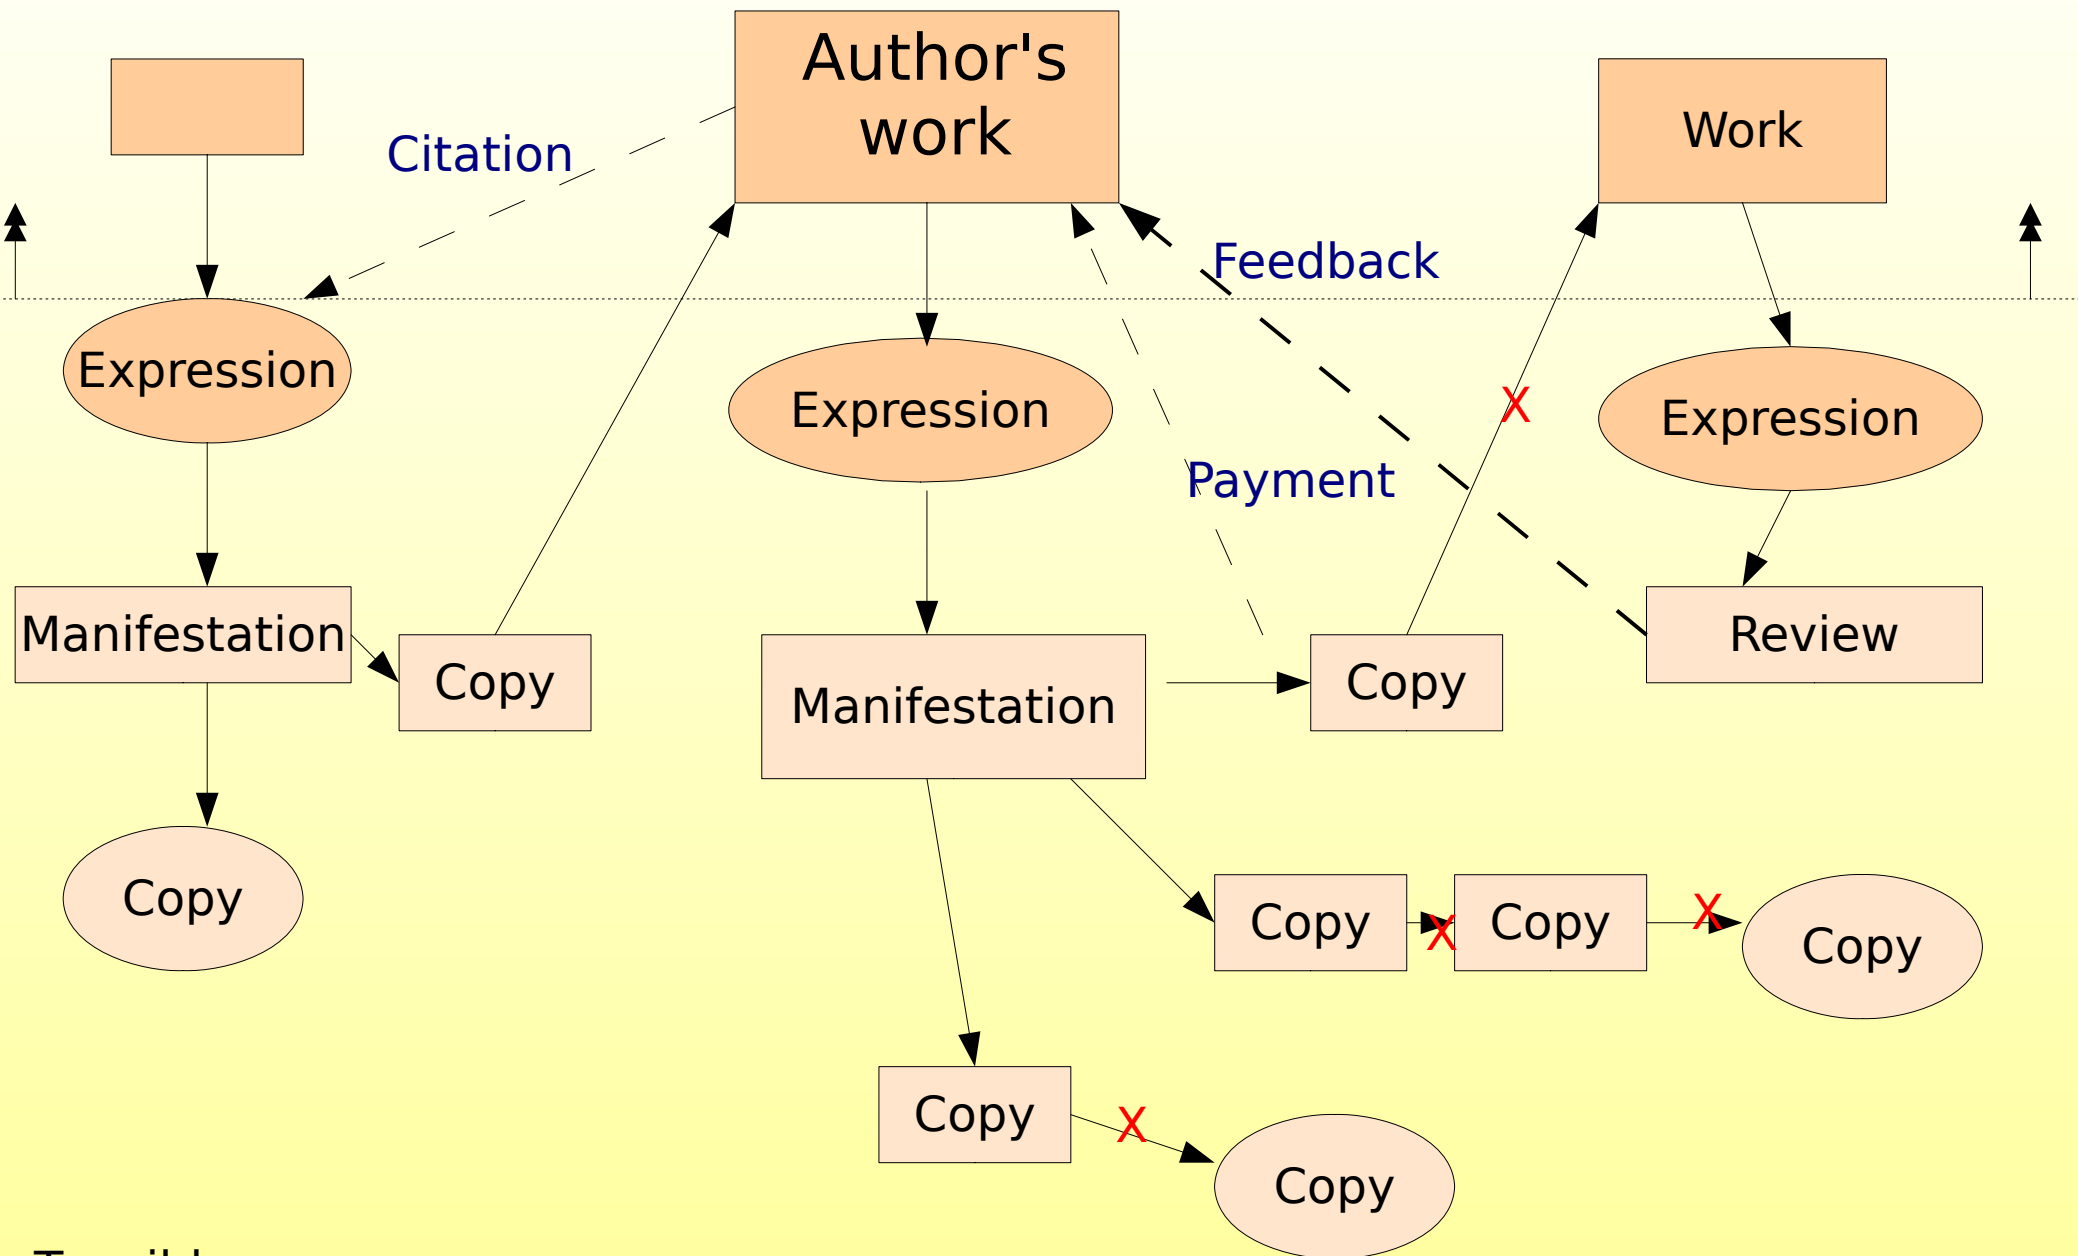 Author's
work
Work
Citation
Feedback
Expression
Expression
Expression
X
Payment
Manifestation
Copy
Manifestation
Copy
Review
Copy
Copy
X
Copy
X
Copy
Copy
X
Copy